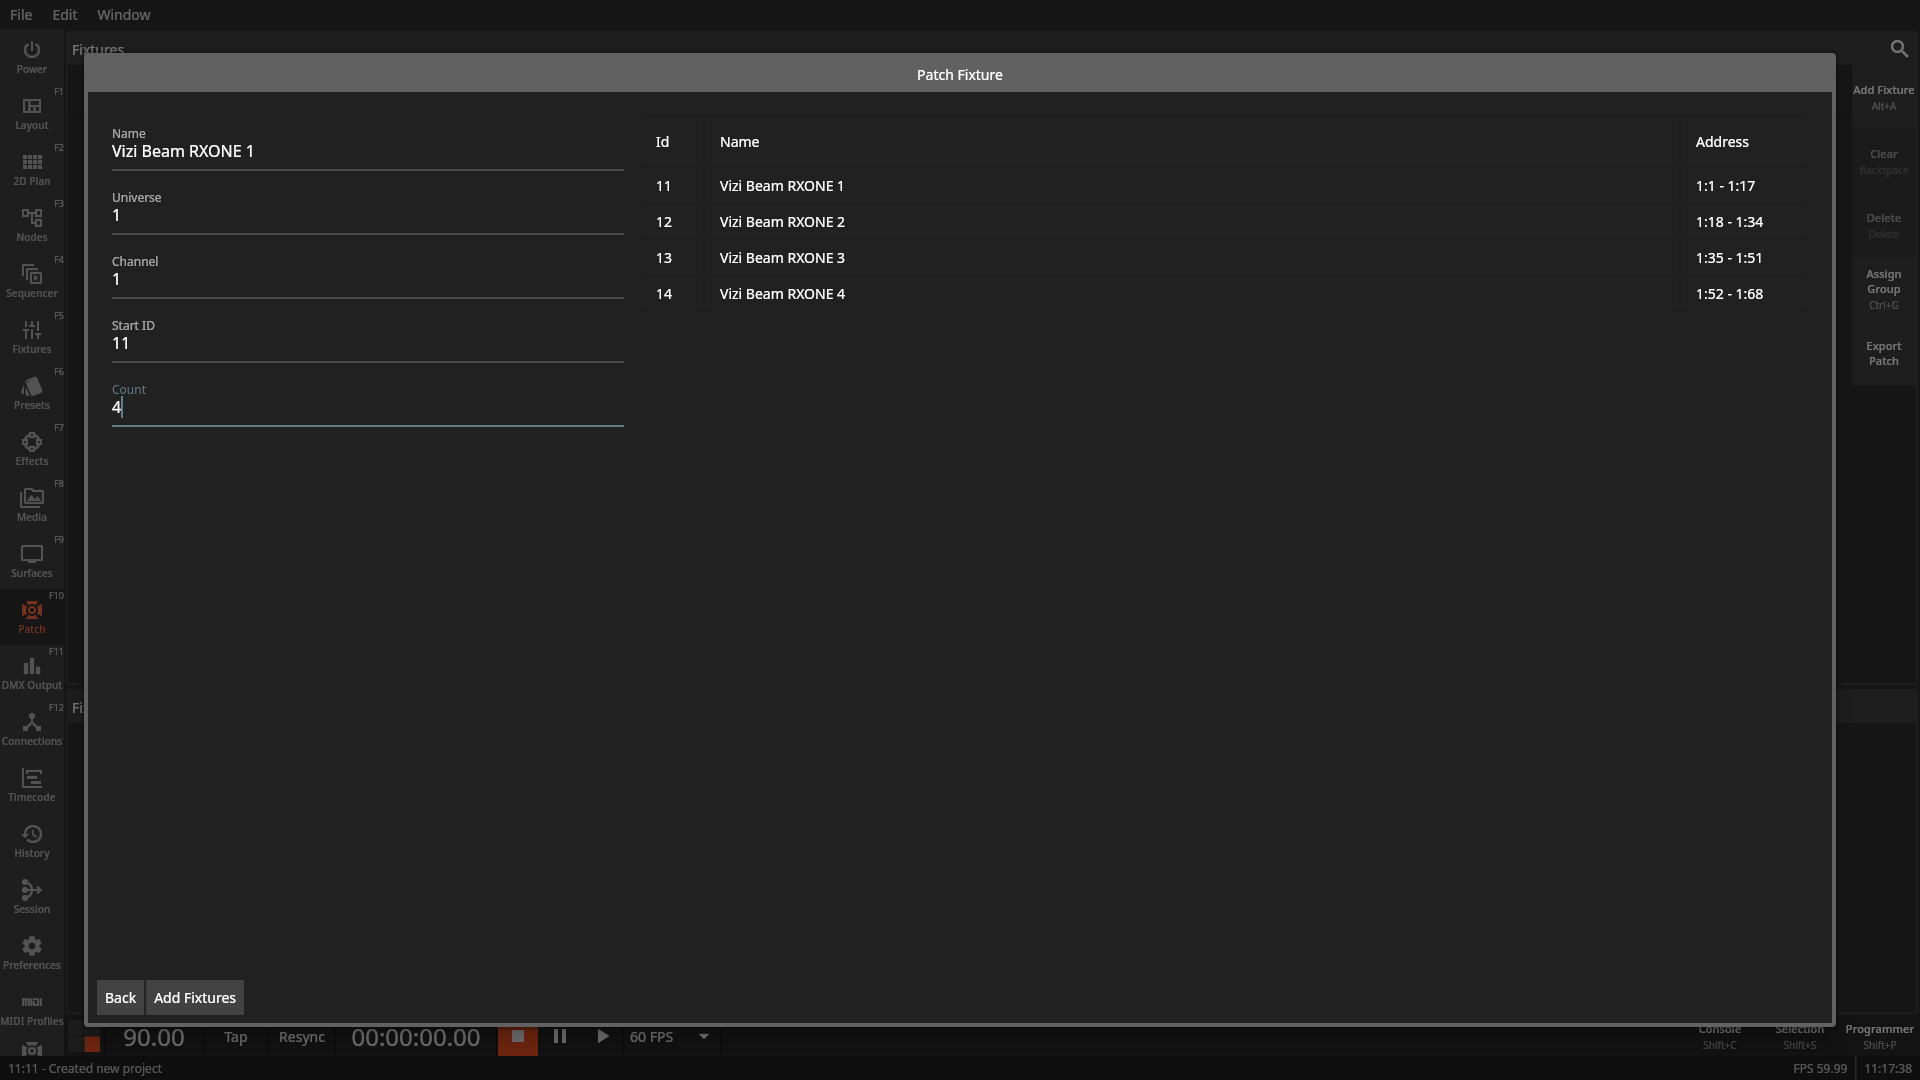 File Edit Window
Fixtures
Patch Fixture
Power
F1
Layout
F2
2D Plan
F3
Nodes
F4
Sequencer
F5
Fixtures
F6
Presets
F7
Effects
F8
Media
F9
Surfaces
F10
Patch
F11
DMX Output
F12
Connections
Timecode
History
Session
Preferences
MIDI Profiles
Name
Vizi Beam RXONE 1
Universe
1
Channel
1
Start ID
11
Count
4
Id Name Address
11 Vizi Beam RXONE 1 1:1 - 1:17
12 Vizi Beam RXONE 2 1:18 - 1:34
13 Vizi Beam RXONE 3 1:35 - 1:51
14 Vizi Beam RXONE 4 1:52 - 1:68
Add Fixture
Alt+A
Clear
Backspace
Delete
Delete
Assign
Group
Ctrl+G
Export
Patch
Back Add Fixtures
90.00 Tap Resync 00:00:00.00 60 FPS
Console Selection Programmer
Shift+C Shift+S Shift+P
11:11 - Created new project FPS 59.99 11:17:38